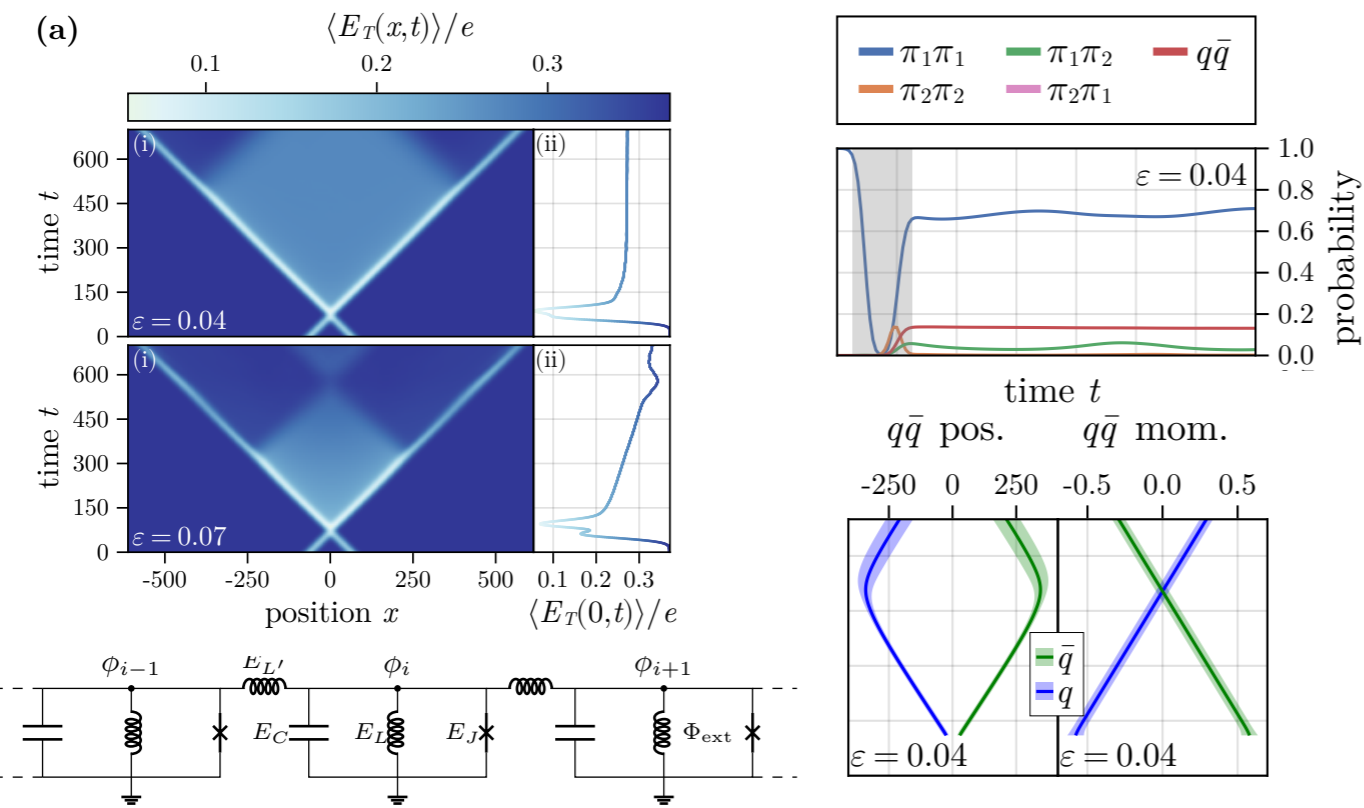 (a)
⟨E_T(x,t)⟩/e
0.1 0.2 0.3
(i) (ii)
time t
600
450
300
150
0
ε = 0.04
(i) (ii)
time t
600
450
300
150
0
ε = 0.07
-500 -250 0 250 500
0.1 0.2 0.3
position x
⟨E_T(0,t)⟩/e
π₁π₁ π₁π₂ qq̄
π₂π₂ π₂π₁
ε = 0.04
1.0
0.8
0.6
0.4
0.2
0.0
probability
time t
qq̄ pos. qq̄ mom.
-250 0 250
-0.5 0.0 0.5
q̄
q
ε = 0.04
ε = 0.04
ϕᵢ₋₁ E_L' ϕᵢ ϕᵢ₊₁
E_C E_L E_J Φ_ext